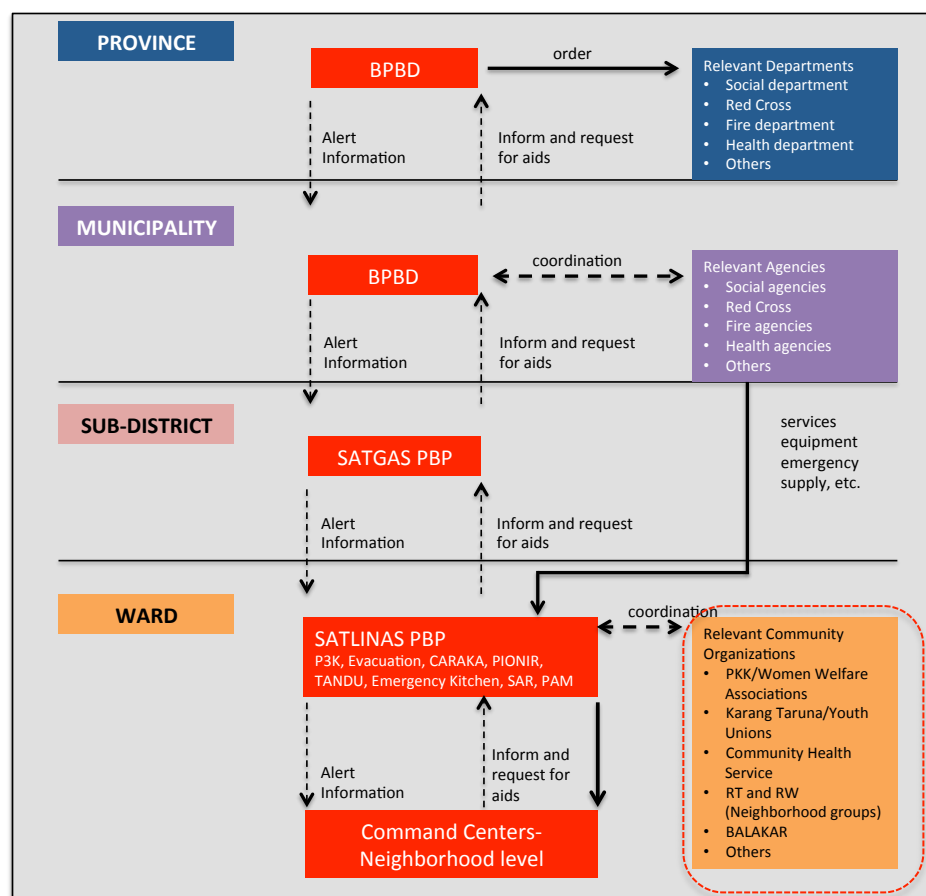 PROVINCE
BPBD
order
Relevant Departments
• Social department
• Red Cross
• Fire department
• Health department
• Others
Alert
Information
Inform and request
for aids
MUNICIPALITY
BPBD
coordination
Relevant Agencies
• Social agencies
• Red Cross
• Fire agencies
• Health agencies
• Others
Alert
Information
Inform and request
for aids
SUB-DISTRICT
SATGAS PBP
services
equipment
emergency
supply, etc.
Alert
Information
Inform and request
for aids
WARD
SATLINAS PBP
P3K, Evacuation, CARAKA, PIONIR,
TANDU, Emergency Kitchen, SAR, PAM
coordination
Relevant Community
Organizations
• PKK/Women Welfare
Associations
• Karang Taruna/Youth
Unions
• Community Health
Service
• RT and RW
(Neighborhood groups)
• BALAKAR
• Others
Alert
Information
Inform and
request for
aids
Command Centers-
Neighborhood level